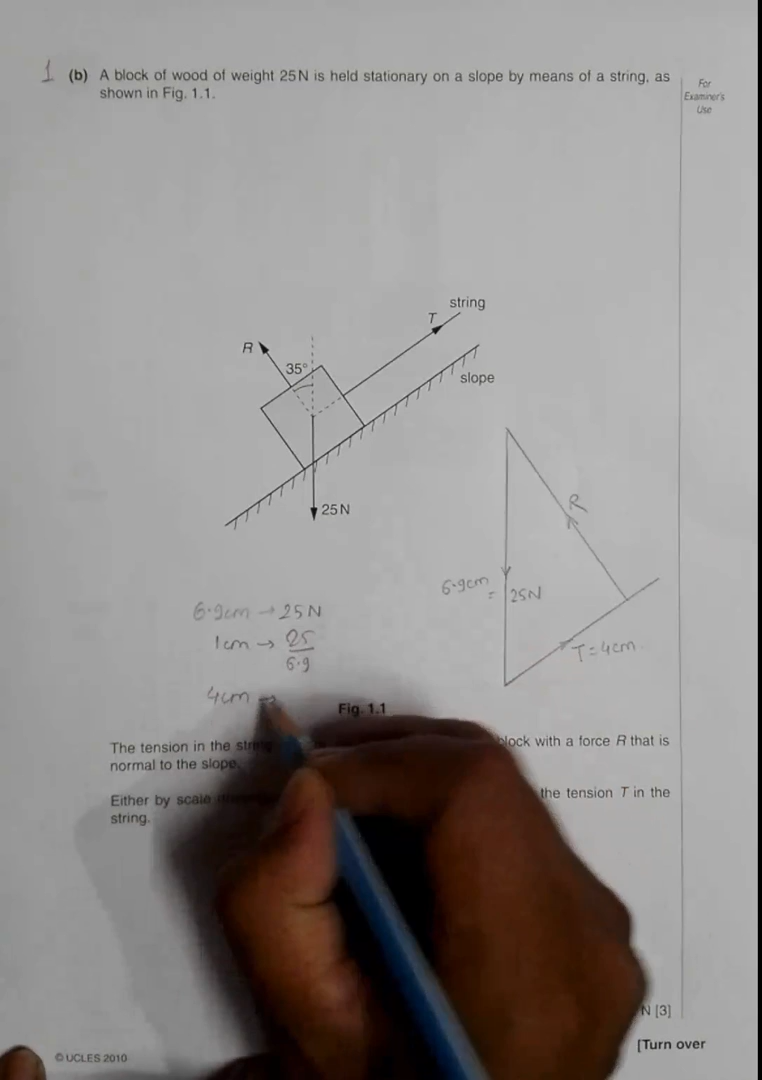 1 (b) A block of wood of weight 25 N is held stationary on a slope by means of a string, as
shown in Fig. 1.1.
For
Examiner's
Use
string
T
R
35°
slope
25 N
R
6.9cm = 25N
T = 4cm
6.9cm → 25N
1cm → 25
6.9
4cm →
Fig. 1.1
The tension in the block with a force R that is
normal to the slope.
Either by scale the tension T in the
string.
N [3]
© UCLES 2010
[Turn over